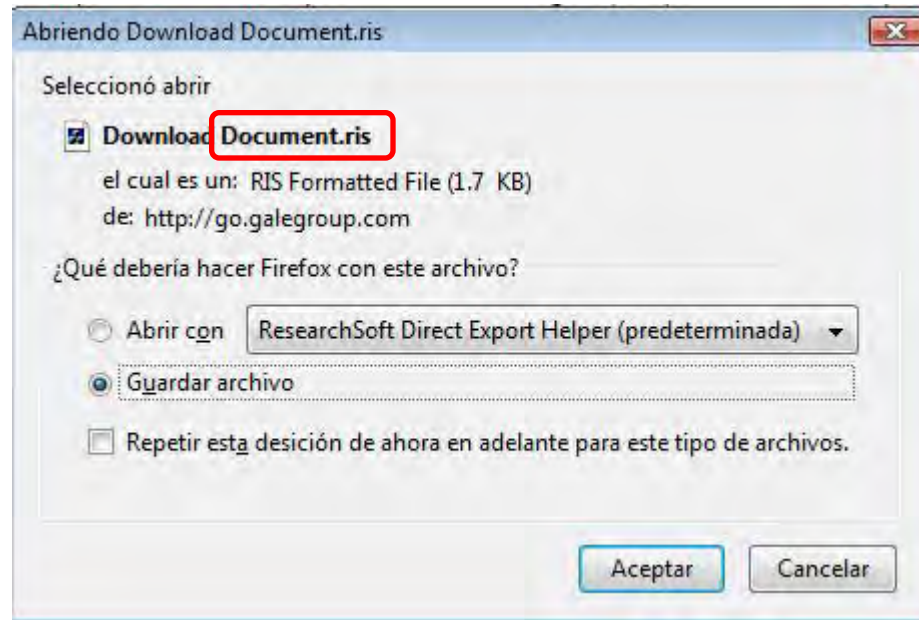 Abriendo Download Document.ris
Seleccionó abrir
Download Document.ris
el cual es un: RIS Formatted File (1.7 KB)
de: http://go.galegroup.com
¿Qué debería hacer Firefox con este archivo?
Abrir con ResearchSoft Direct Export Helper (predeterminada)
Guardar archivo
Repetir esta desición de ahora en adelante para este tipo de archivos.
Aceptar Cancelar